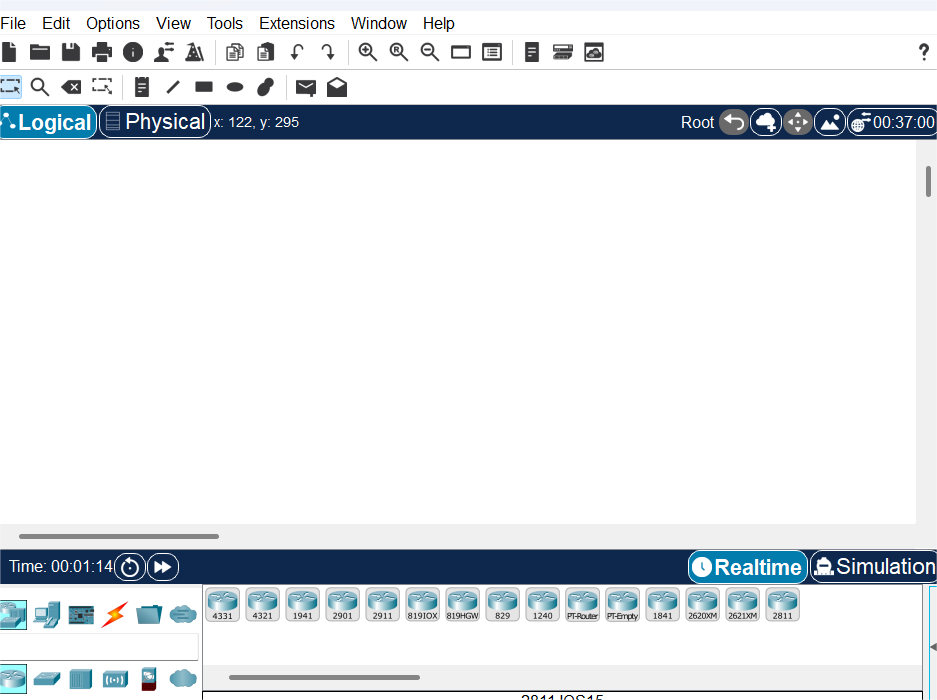 File Edit Options View Tools Extensions Window Help
?
Logical Physical x: 122, y: 295 Root 00:37:00
Time: 00:01:14 Realtime Simulation
4331 4321 1941 2901 2911 819IOX 819HGW 829 1240 PT-Router PT-Empty 1841 2620XM 2621XM 2811
2811 IOS15